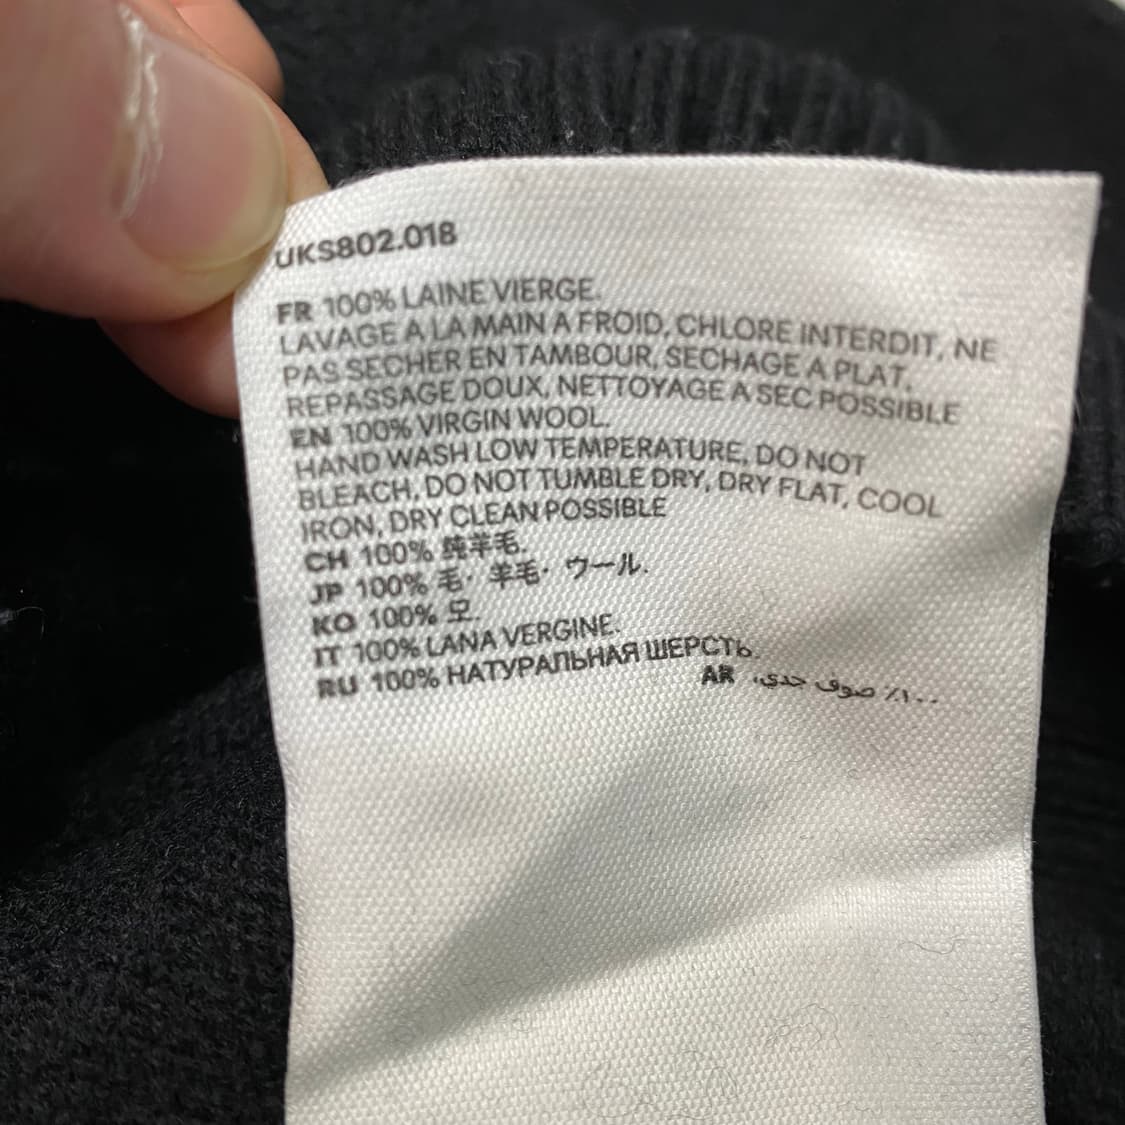 UKS802.018
FR 100% LAINE VIERGE.
LAVAGE A LA MAIN A FROID, CHLORE INTERDIT, NE
PAS SECHER EN TAMBOUR, SECHAGE A PLAT,
REPASSAGE DOUX, NETTOYAGE A SEC POSSIBLE
EN 100% VIRGIN WOOL.
HAND WASH LOW TEMPERATURE, DO NOT
BLEACH, DO NOT TUMBLE DRY, DRY FLAT, COOL
IRON, DRY CLEAN POSSIBLE
CH 100% 纯羊毛.
JP 100% 毛· 羊毛· ウール.
KO 100% 모.
IT 100% LANA VERGINE.
RU 100% НАТУРАЛЬНАЯ ШЕРСТЬ.
AR ١٠٠٪ صوف جدي،